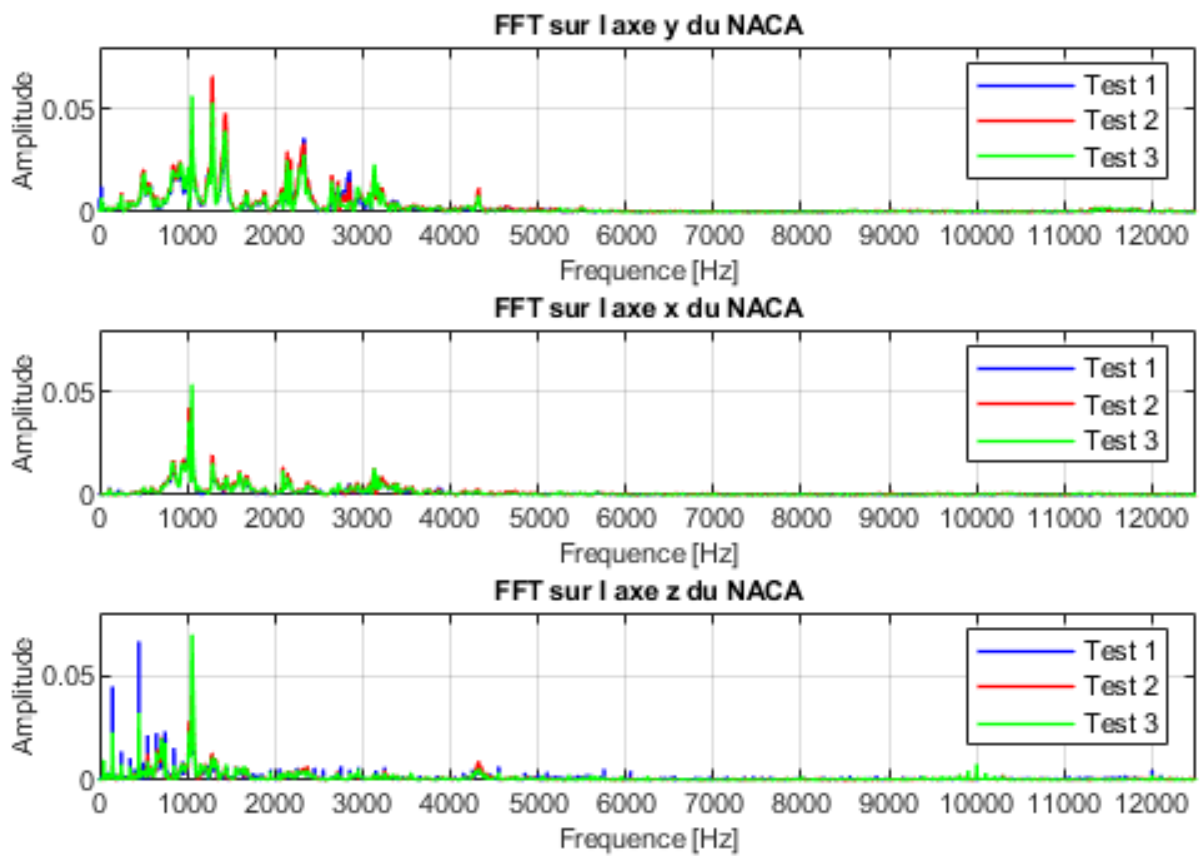 FFT sur l axe y du NACA
Amplitude
0.05
0
Test 1
Test 2
Test 3
0 1000 2000 3000 4000 5000 6000 7000 8000 9000 10000 11000 12000
Frequence [Hz]
FFT sur l axe x du NACA
Amplitude
0.05
0
Test 1
Test 2
Test 3
0 1000 2000 3000 4000 5000 6000 7000 8000 9000 10000 11000 12000
Frequence [Hz]
FFT sur l axe z du NACA
Amplitude
0.05
0
Test 1
Test 2
Test 3
0 1000 2000 3000 4000 5000 6000 7000 8000 9000 10000 11000 12000
Frequence [Hz]